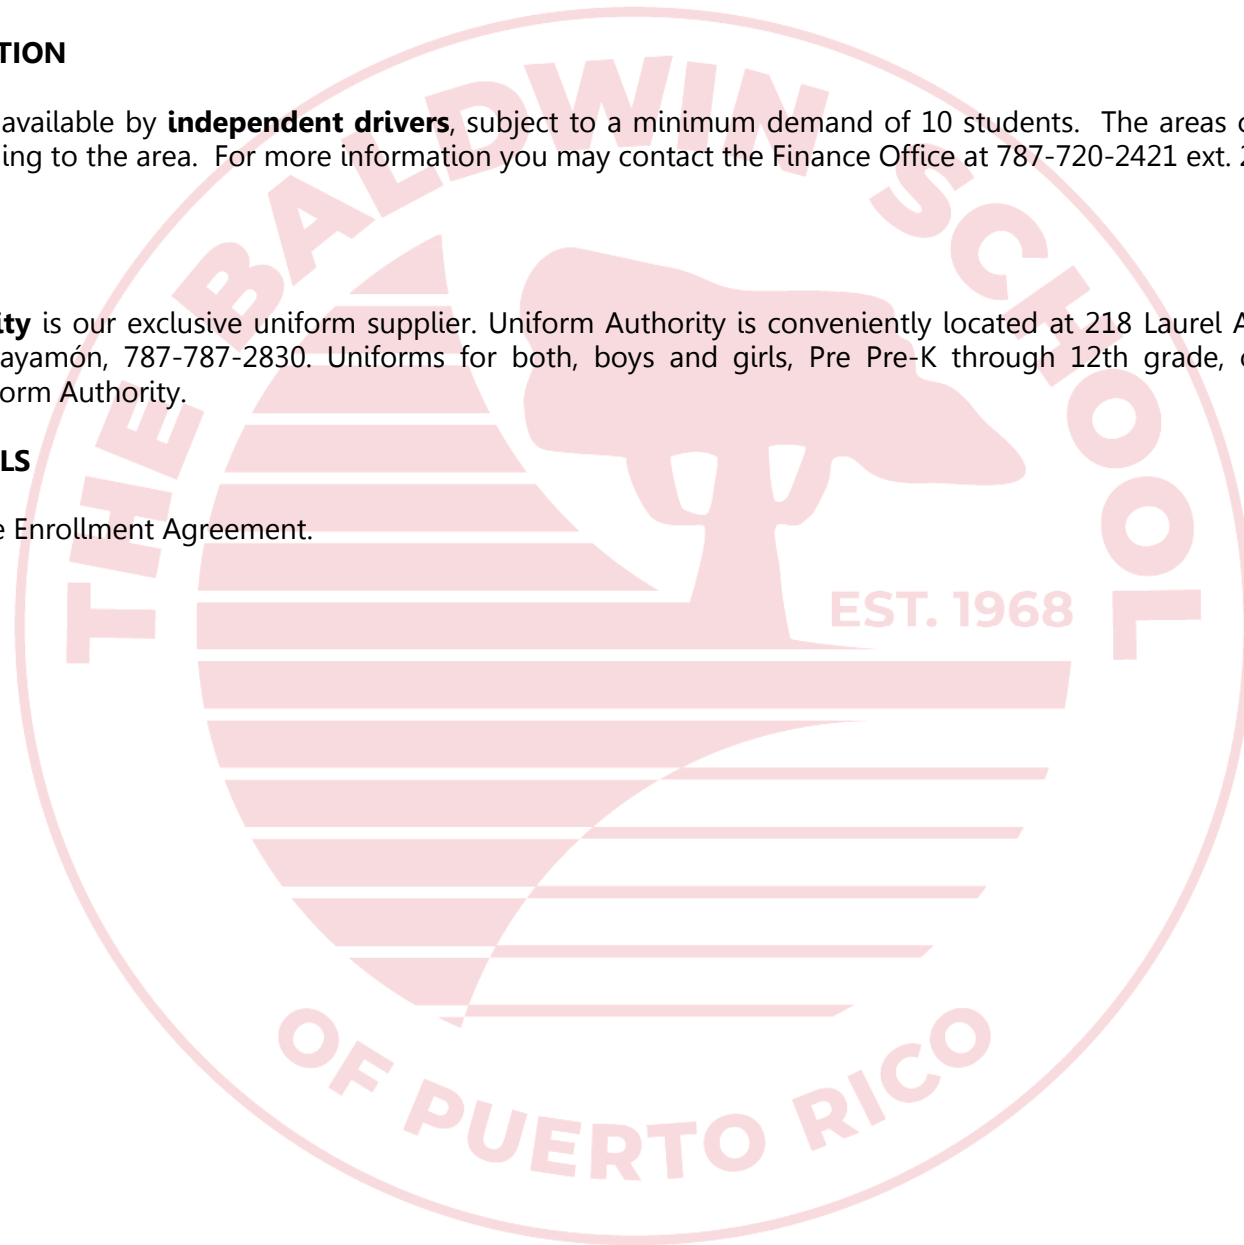 TION
available by independent drivers, subject to a minimum demand of 10 students. The areas c
ing to the area. For more information you may contact the Finance Office at 787-720-2421 ext. 2
ity is our exclusive uniform supplier. Uniform Authority is conveniently located at 218 Laurel A
ayamón, 787-787-2830. Uniforms for both, boys and girls, Pre Pre-K through 12th grade, c
orm Authority.
LS
e Enrollment Agreement.
THE BALDWIN SCHOOL
EST. 1968
OF PUERTO RICO